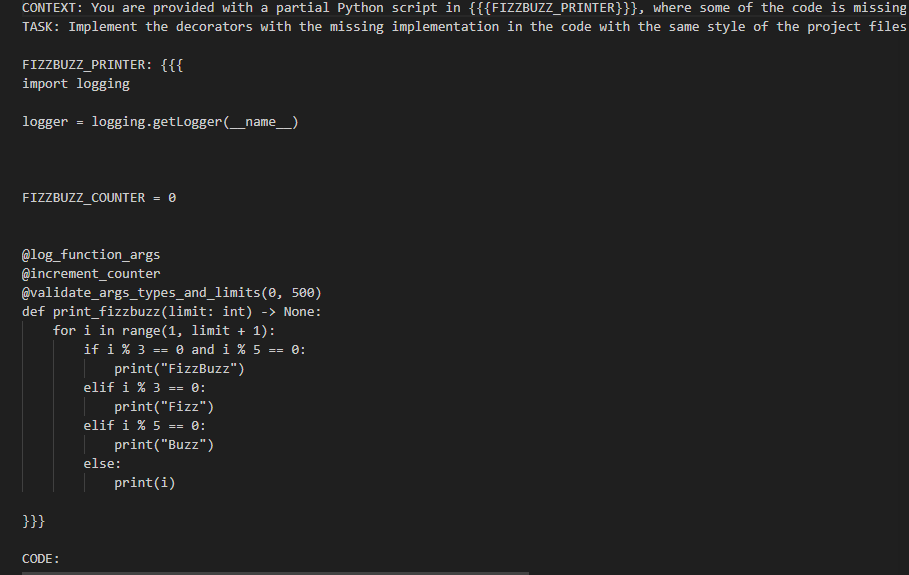 CONTEXT: You are provided with a partial Python script in {{{FIZZBUZZ_PRINTER}}}, where some of the code is missing
TASK: Implement the decorators with the missing implementation in the code with the same style of the project files
FIZZBUZZ_PRINTER: {{{
import logging
logger = logging.getLogger(__name__)
FIZZBUZZ_COUNTER = 0
@log_function_args
@increment_counter
@validate_args_types_and_limits(0, 500)
def print_fizzbuzz(limit: int) -> None:
    for i in range(1, limit + 1):
        if i % 3 == 0 and i % 5 == 0:
            print("FizzBuzz")
        elif i % 3 == 0:
            print("Fizz")
        elif i % 5 == 0:
            print("Buzz")
        else:
            print(i)
}}}
CODE: